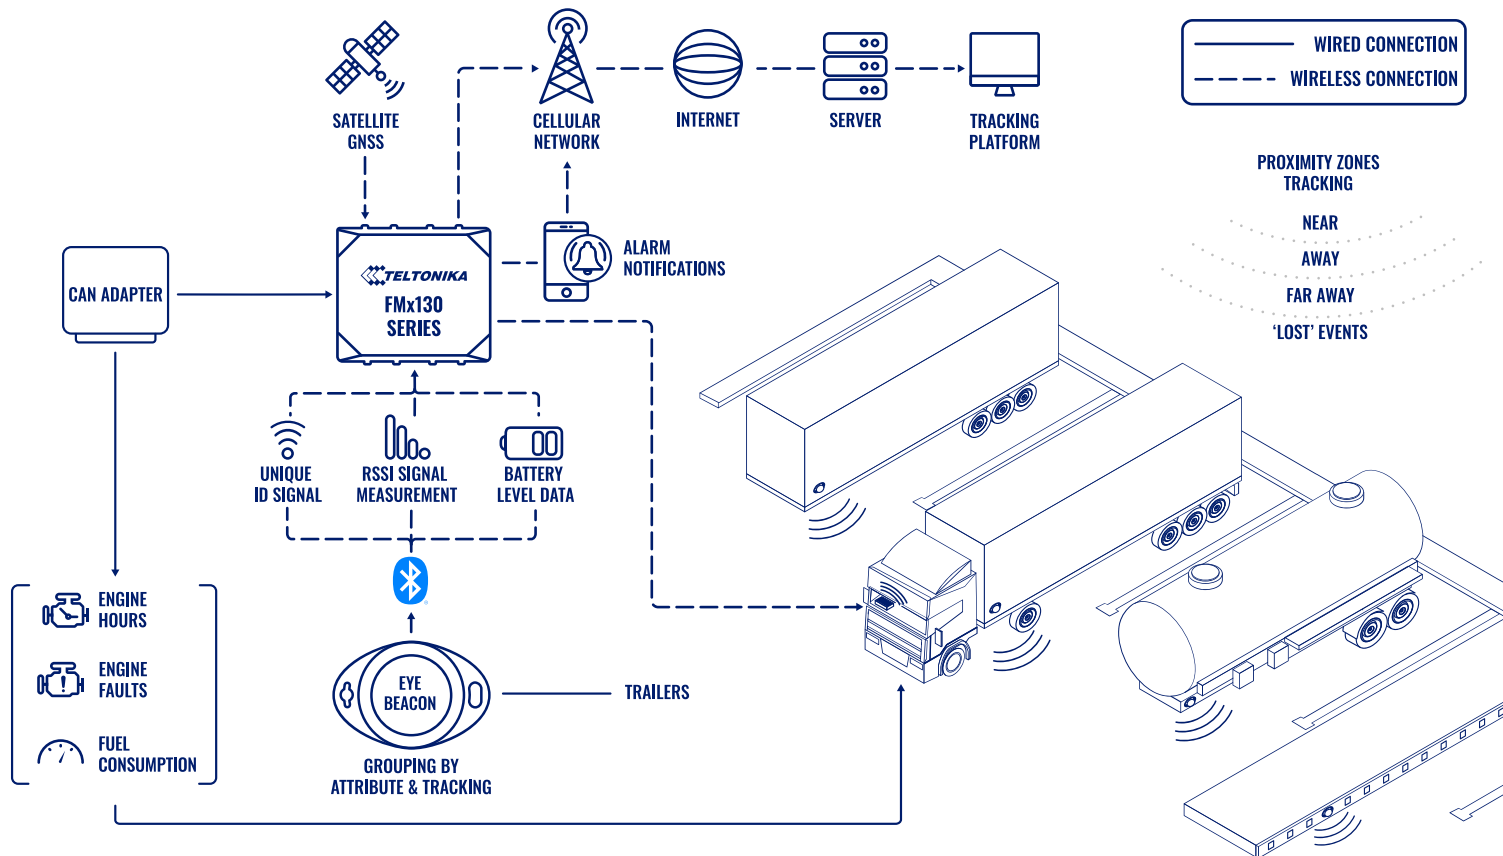 WIRED CONNECTION
WIRELESS CONNECTION
SATELLITE
GNSS
CELLULAR
NETWORK
INTERNET
SERVER
TRACKING
PLATFORM
PROXIMITY ZONES
TRACKING
NEAR
AWAY
FAR AWAY
‘LOST’ EVENTS
CAN ADAPTER
TELTONIKA
FMx130
SERIES
ALARM
NOTIFICATIONS
UNIQUE
ID SIGNAL
RSSI SIGNAL
MEASUREMENT
BATTERY
LEVEL DATA
ENGINE
HOURS
ENGINE
FAULTS
FUEL
CONSUMPTION
EYE
BEACON
TRAILERS
GROUPING BY
ATTRIBUTE & TRACKING